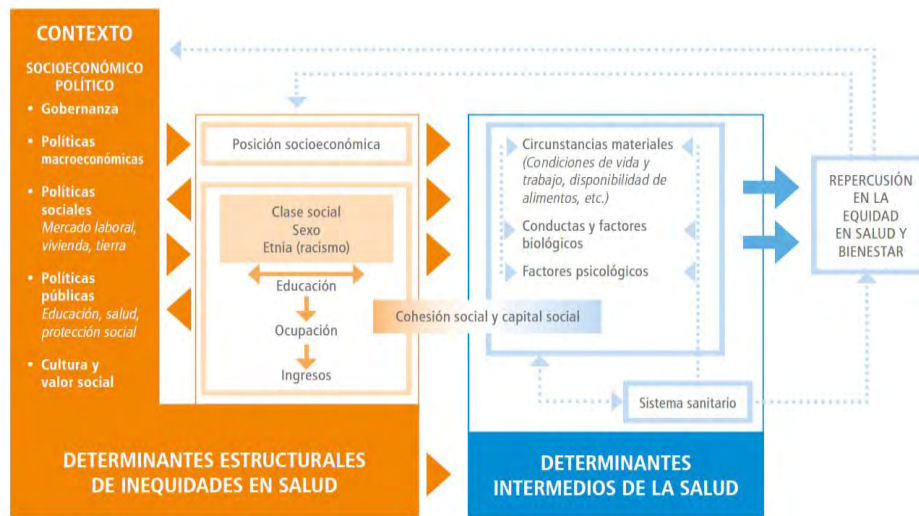 CONTEXTO
SOCIOECONÓMICO
POLÍTICO
• Gobernanza
• Políticas
macroeconómicas
• Políticas
sociales
Mercado laboral,
vivienda, tierra
• Políticas
públicas
Educación, salud,
protección social
• Cultura y
valor social
Posición socioeconómica
Clase social
Sexo
Etnia (racismo)
Educación
Ocupación
Ingresos
Cohesión social y capital social
Circunstancias materiales
(Condiciones de vida y
trabajo, disponibilidad de
alimentos, etc.)
Conductas y factores
biológicos
Factores psicológicos
Sistema sanitario
REPERCUSIÓN
EN LA
EQUIDAD
EN SALUD Y
BIENESTAR
DETERMINANTES ESTRUCTURALES
DE INEQUIDADES EN SALUD
DETERMINANTES
INTERMEDIOS DE LA SALUD